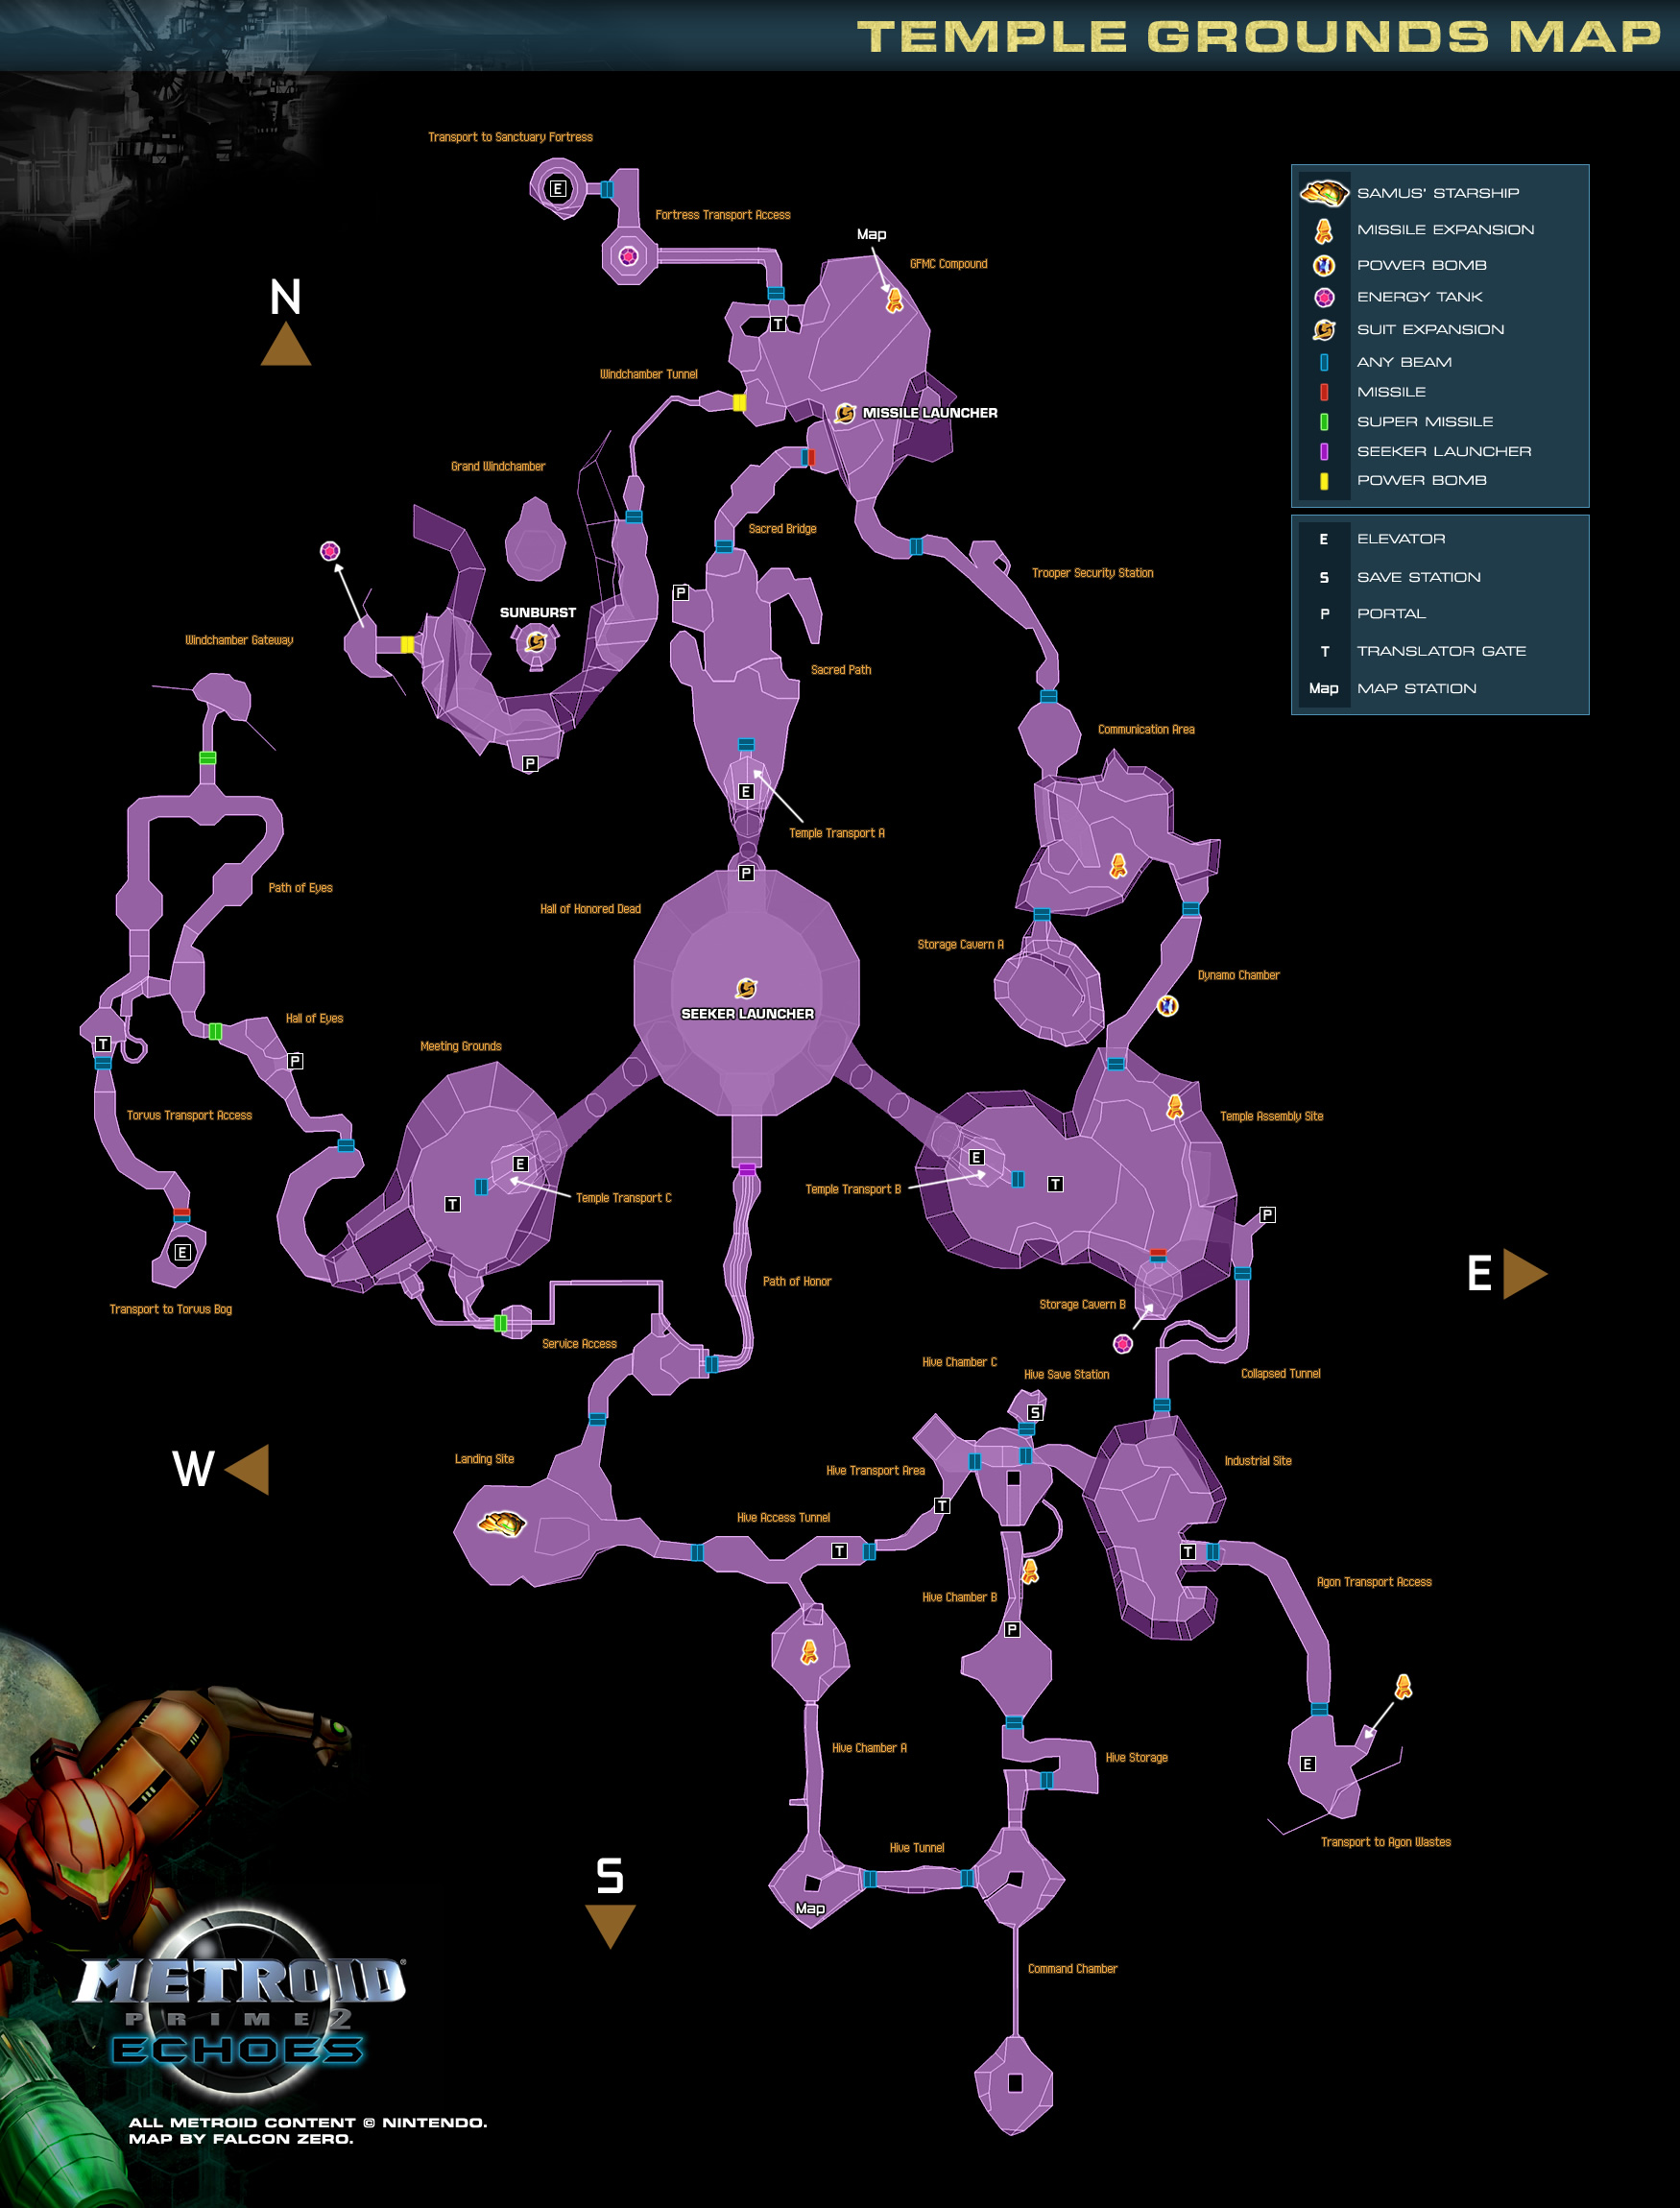 TEMPLE GROUNDS MAP
Transport to Sanctuary Fortress
E
Fortress Transport Access
Map
GFMC Compound
T
Windchamber Tunnel
MISSILE LAUNCHER
N
SAMUS' STARSHIP
MISSILE EXPANSION
POWER BOMB
ENERGY TANK
SUIT EXPANSION
ANY BEAM
MISSILE
SUPER MISSILE
SEEKER LAUNCHER
POWER BOMB
E ELEVATOR
S SAVE STATION
P PORTAL
T TRANSLATOR GATE
Map MAP STATION
Grand Windchamber
Sacred Bridge
Trooper Security Station
P
SUNBURST
Windchamber Gateway
Sacred Path
Communication Area
P
E
Temple Transport A
P
Path of Eyes
Hall of Honored Dead
Storage Cavern A
Dynamo Chamber
SEEKER LAUNCHER
Hall of Eyes
T
P
Meeting Grounds
Torvus Transport Access
Temple Assembly Site
E
E
Temple Transport C
Temple Transport B
T
T
P
E
Transport to Torvus Bog
Path of Honor
E
Storage Cavern B
Service Access
Hive Chamber C
Hive Save Station
Collapsed Tunnel
S
W
Landing Site
Hive Transport Area
Industrial Site
T
Hive Access Tunnel
T
T
Agon Transport Access
Hive Chamber B
P
Hive Chamber A
Hive Storage
E
Transport to Agon Wastes
Hive Tunnel
S
Map
Command Chamber
METROID
PRIME 2
ECHOES
ALL METROID CONTENT © NINTENDO.
MAP BY FALCON ZERO.